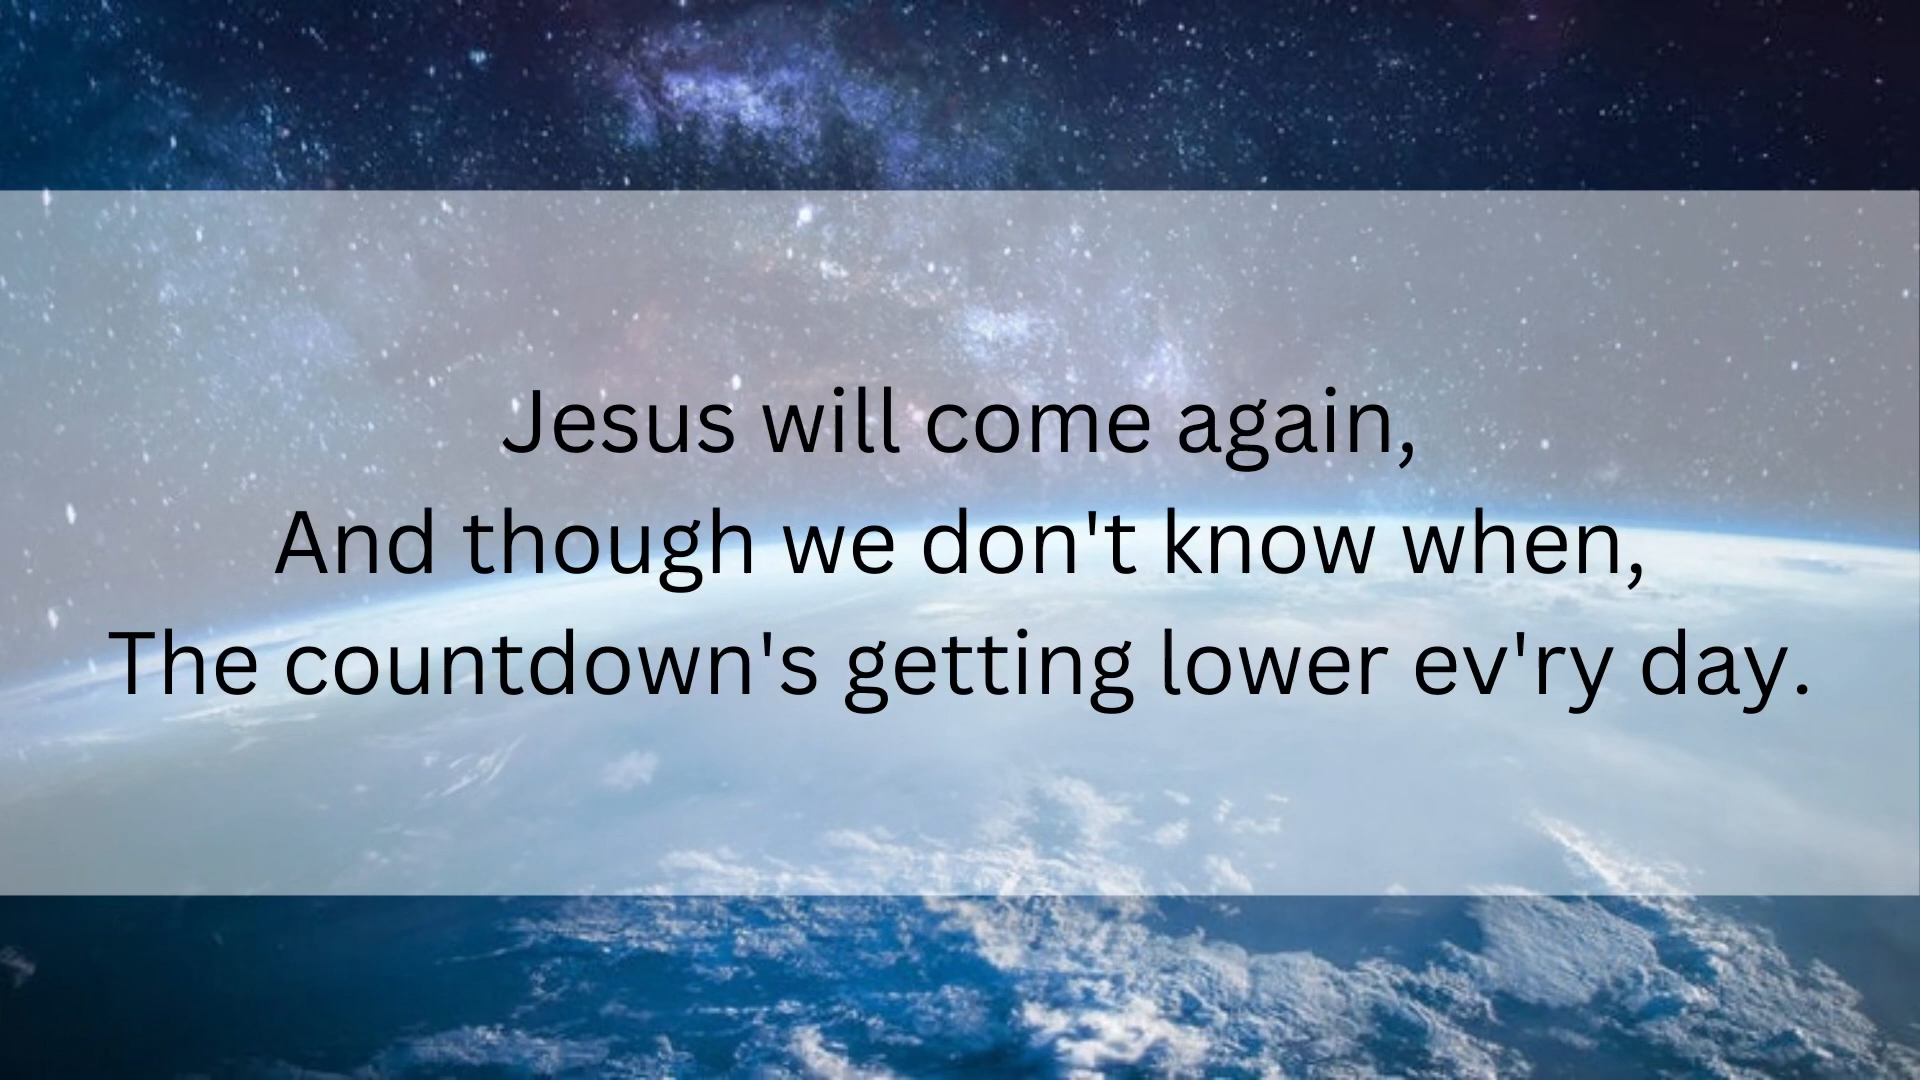 Jesus will come again,
And though we don't know when,
The countdown's getting lower ev'ry day.